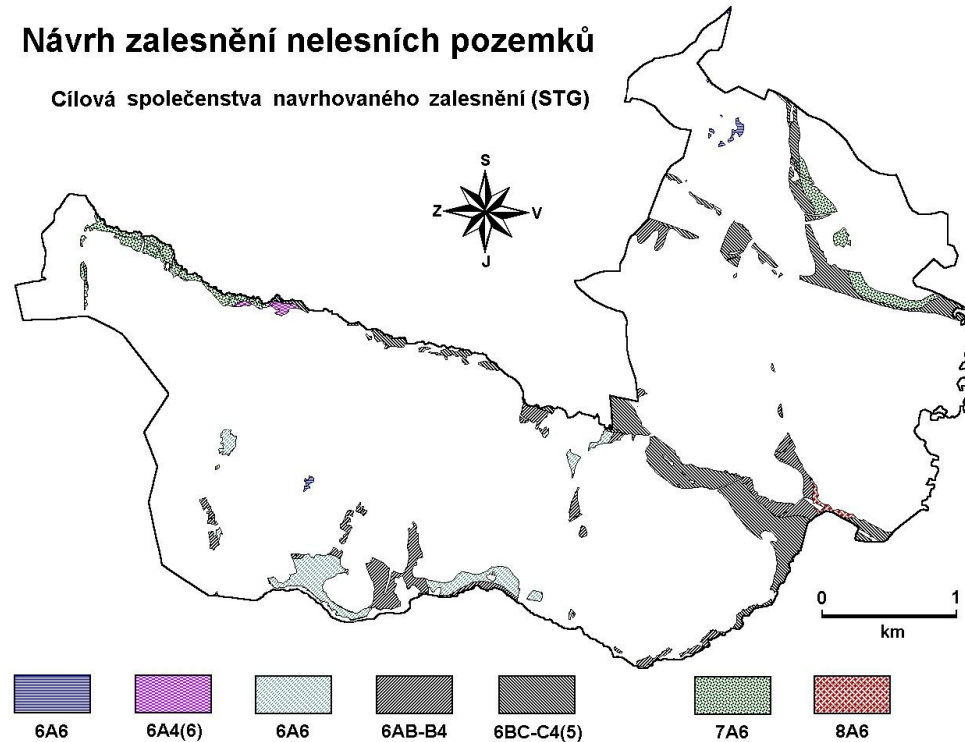 Návrh zalesnění nelesních pozemků
Cílová společenstva navrhovaného zalesnění (STG)
S
Z V
J
0 1
km
6A6 6A4(6) 6A6 6AB-B4 6BC-C4(5) 7A6 8A6